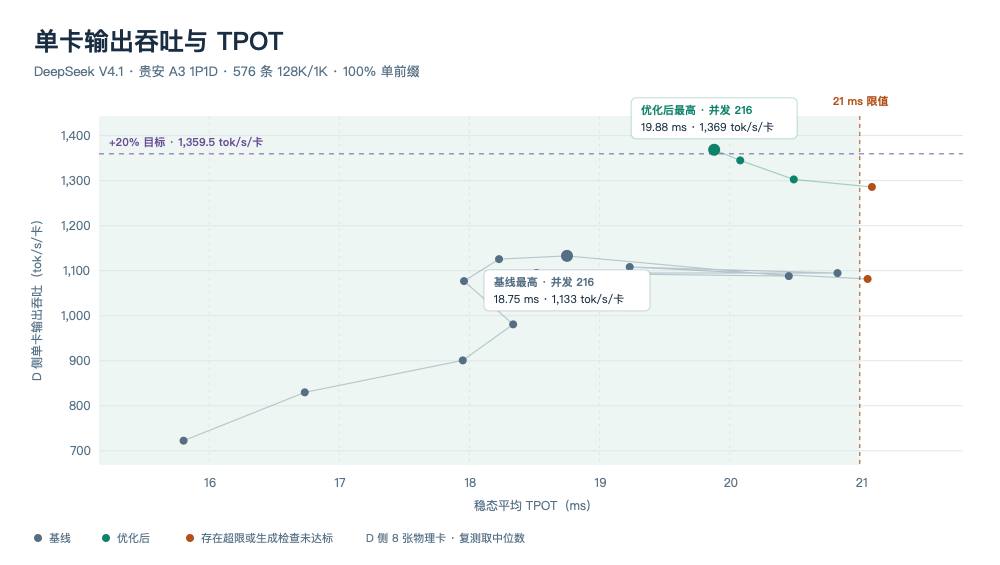 单卡输出吞吐与 TPOT
DeepSeek V4.1 · 贵安 A3 1P1D · 576 条 128K/1K · 100% 单前缀
21 ms 限值
优化后最高 · 并发 216
19.88 ms · 1,369 tok/s/卡
+20% 目标 · 1,359.5 tok/s/卡
1,400
1,300
1,200
1,100
1,000
900
800
700
D 侧单卡输出吞吐（tok/s/卡）
基线最高 · 并发 216
18.75 ms · 1,133 tok/s/卡
16
17
18
19
20
21
稳态平均 TPOT（ms）
基线
优化后
存在超限或生成检查未达标
D 侧 8 张物理卡 · 复测取中位数